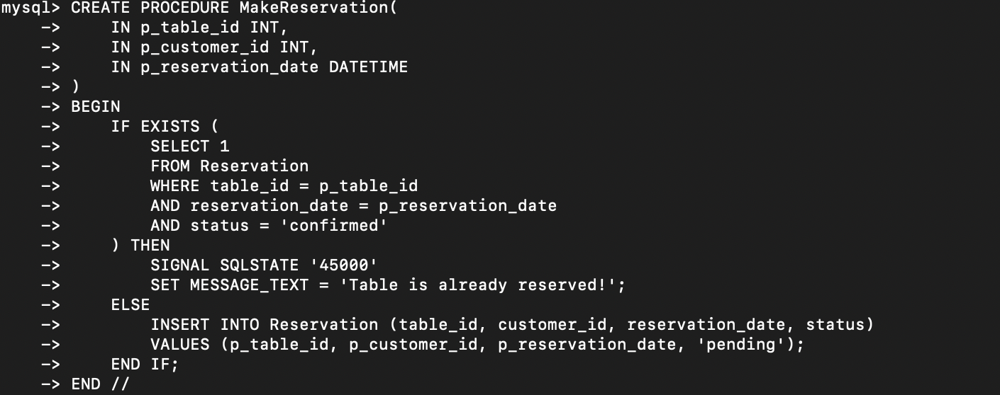 mysql> CREATE PROCEDURE MakeReservation(
    ->     IN p_table_id INT,
    ->     IN p_customer_id INT,
    ->     IN p_reservation_date DATETIME
    -> )
    -> BEGIN
    ->     IF EXISTS (
    ->         SELECT 1
    ->         FROM Reservation
    ->         WHERE table_id = p_table_id
    ->         AND reservation_date = p_reservation_date
    ->         AND status = 'confirmed'
    ->     ) THEN
    ->         SIGNAL SQLSTATE '45000'
    ->         SET MESSAGE_TEXT = 'Table is already reserved!';
    ->     ELSE
    ->         INSERT INTO Reservation (table_id, customer_id, reservation_date, status)
    ->         VALUES (p_table_id, p_customer_id, p_reservation_date, 'pending');
    ->     END IF;
    -> END //